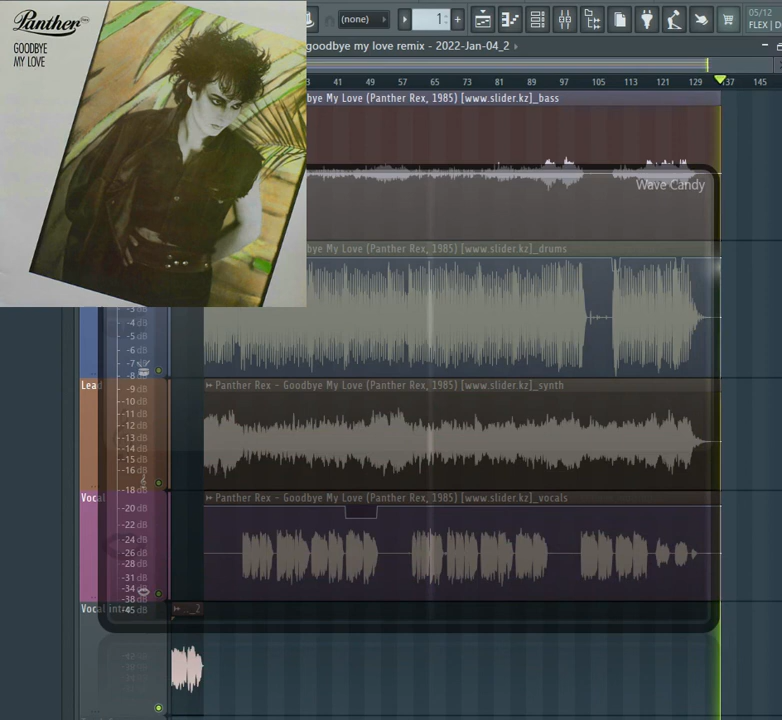 Panther
GOODBYE
MY LOVE
(none)
1
+
05/12
FLEX | D
goodbye my love remix - 2022-Jan-04_2
33 41 49 57 65 73 81 89 97 105 113 121 129 137 145
bye My Love (Panther Rex, 1985) [www.slider.kz]_bass
Wave Candy
bye My Love (Panther Rex, 1985) [www.slider.kz]_drums
-3 dB
-4 dB
-5 dB
-6 dB
-7 dB
-8 dB
Lead
Panther Rex - Goodbye My Love (Panther Rex, 1985) [www.slider.kz]_synth
-9 dB
-10 dB
-11 dB
-12 dB
-13 dB
-14 dB
-15 dB
-16 dB
-18 dB
Vocal
Panther Rex - Goodbye My Love (Panther Rex, 1985) [www.slider.kz]_vocals
-20 dB
-22 dB
-24 dB
-26 dB
-28 dB
-31 dB
-34 dB
-38 dB
-45 dB
Vocal intro
_2